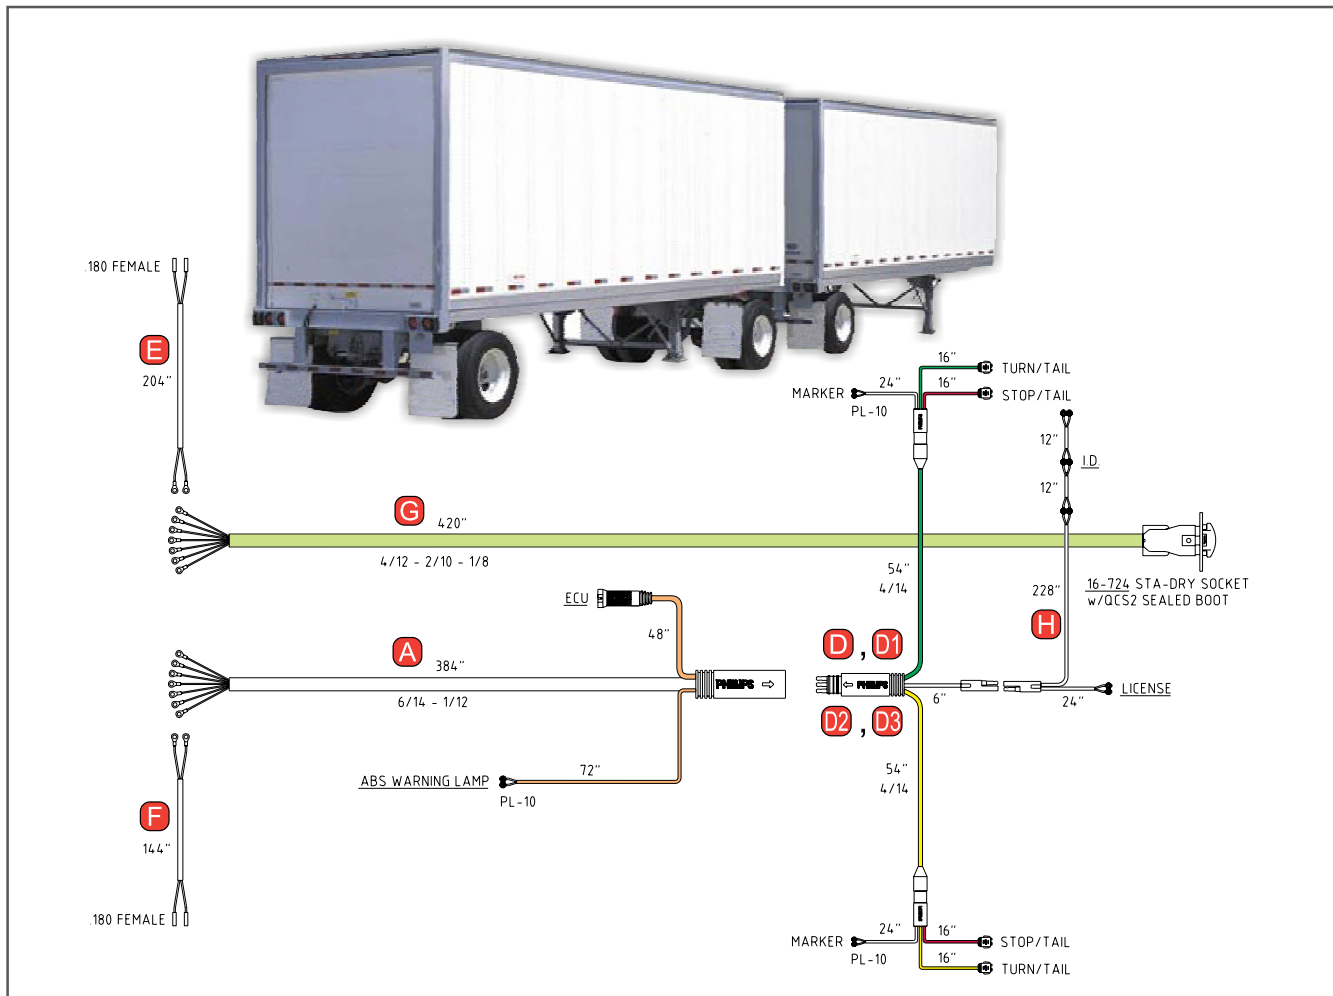 .180 FEMALE
E
204"
16"
TURN/TAIL
MARKER
24"
16"
STOP/TAIL
PL-10
12"
I.D.
12"
G
420"
4/12 - 2/10 - 1/8
54"
4/14
228"
16-724 STA-DRY SOCKET
W/QCS2 SEALED BOOT
H
ECU
48"
A
384"
6/14 - 1/12
PHILLIPS
D , D1
PHILLIPS
6"
24"
LICENSE
D2 , D3
ABS WARNING LAMP
72"
PL-10
54"
4/14
F
144"
.180 FEMALE
MARKER
24"
16"
STOP/TAIL
PL-10
16"
TURN/TAIL